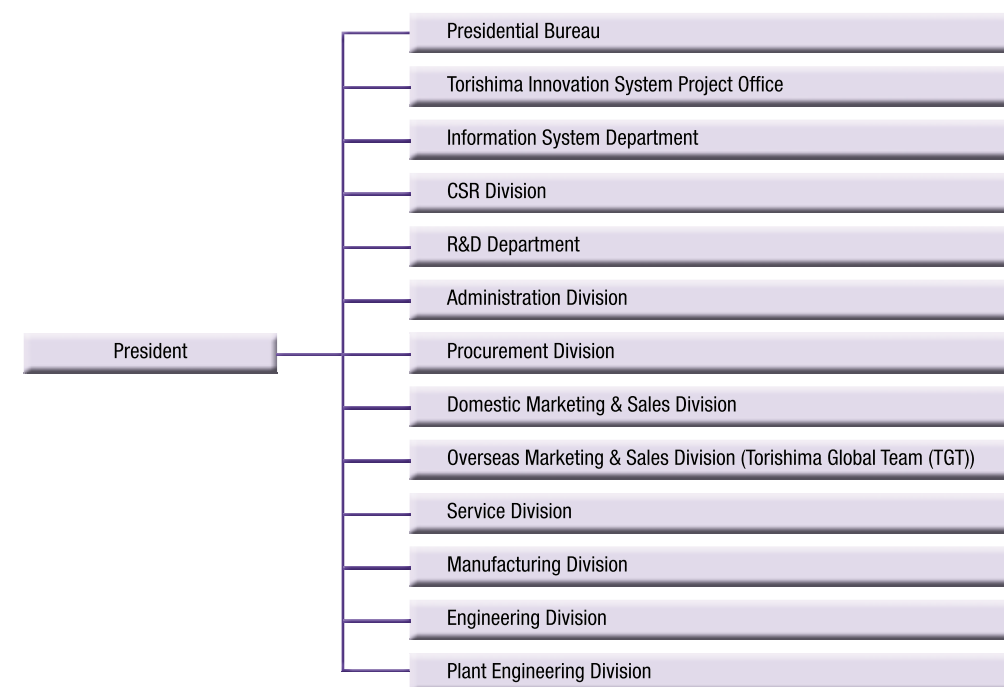 Presidential Bureau
Torishima Innovation System Project Office
Information System Department
CSR Division
R&D Department
Administration Division
President
Procurement Division
Domestic Marketing & Sales Division
Overseas Marketing & Sales Division (Torishima Global Team (TGT))
Service Division
Manufacturing Division
Engineering Division
Plant Engineering Division